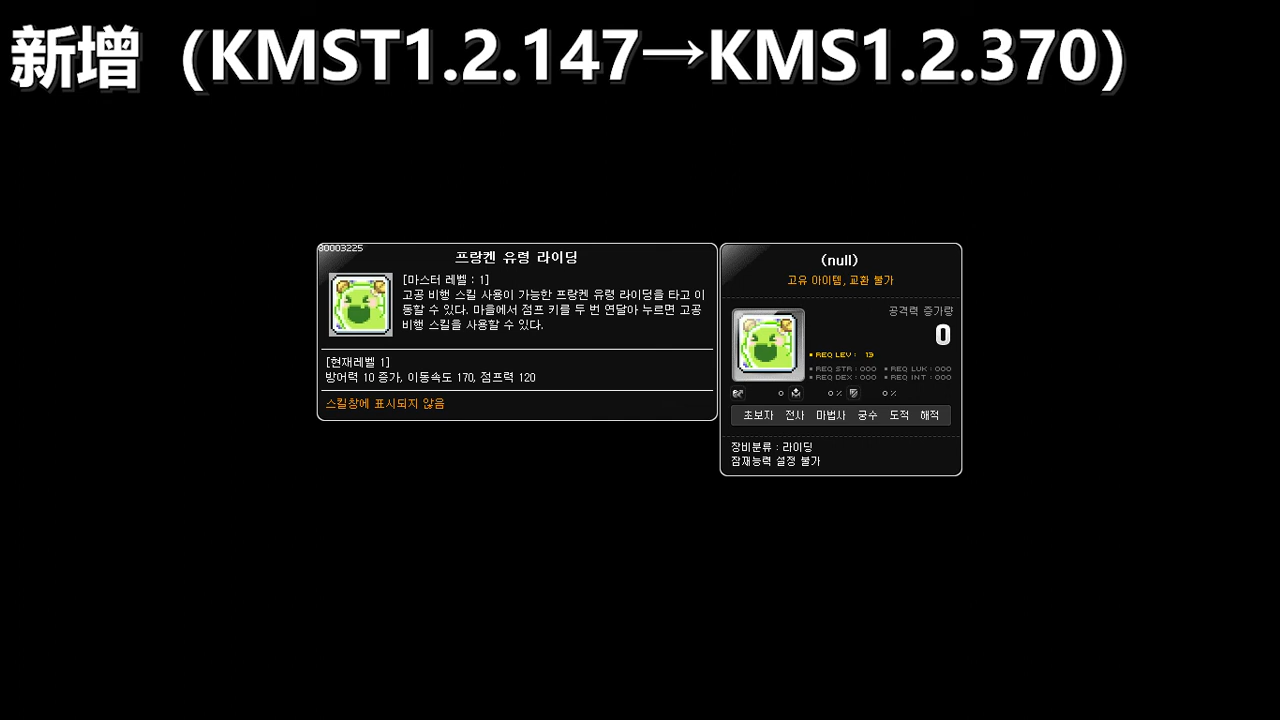 新增（KMST1.2.147→KMS1.2.370）
80003225
프랑켄 유령 라이딩
[마스터 레벨 : 1]
고공 비행 스킬 사용이 가능한 프랑켄 유령 라이딩을 타고 이
동할 수 있다. 마을에서 점프 키를 두 번 연달아 누르면 고공
비행 스킬을 사용할 수 있다.
[현재레벨 1]
방어력 10 증가, 이동속도 170, 점프력 120
스킬창에 표시되지 않음
(null)
고유 아이템, 교환 불가
공격력 증가량
0
REQ LEV : 13
REQ STR : 000 REQ LUK : 000
REQ DEX : 000 REQ INT : 000
0 0 % 0 %
초보자 전사 마법사 궁수 도적 해적
장비분류 : 라이딩
잠재능력 설정 불가